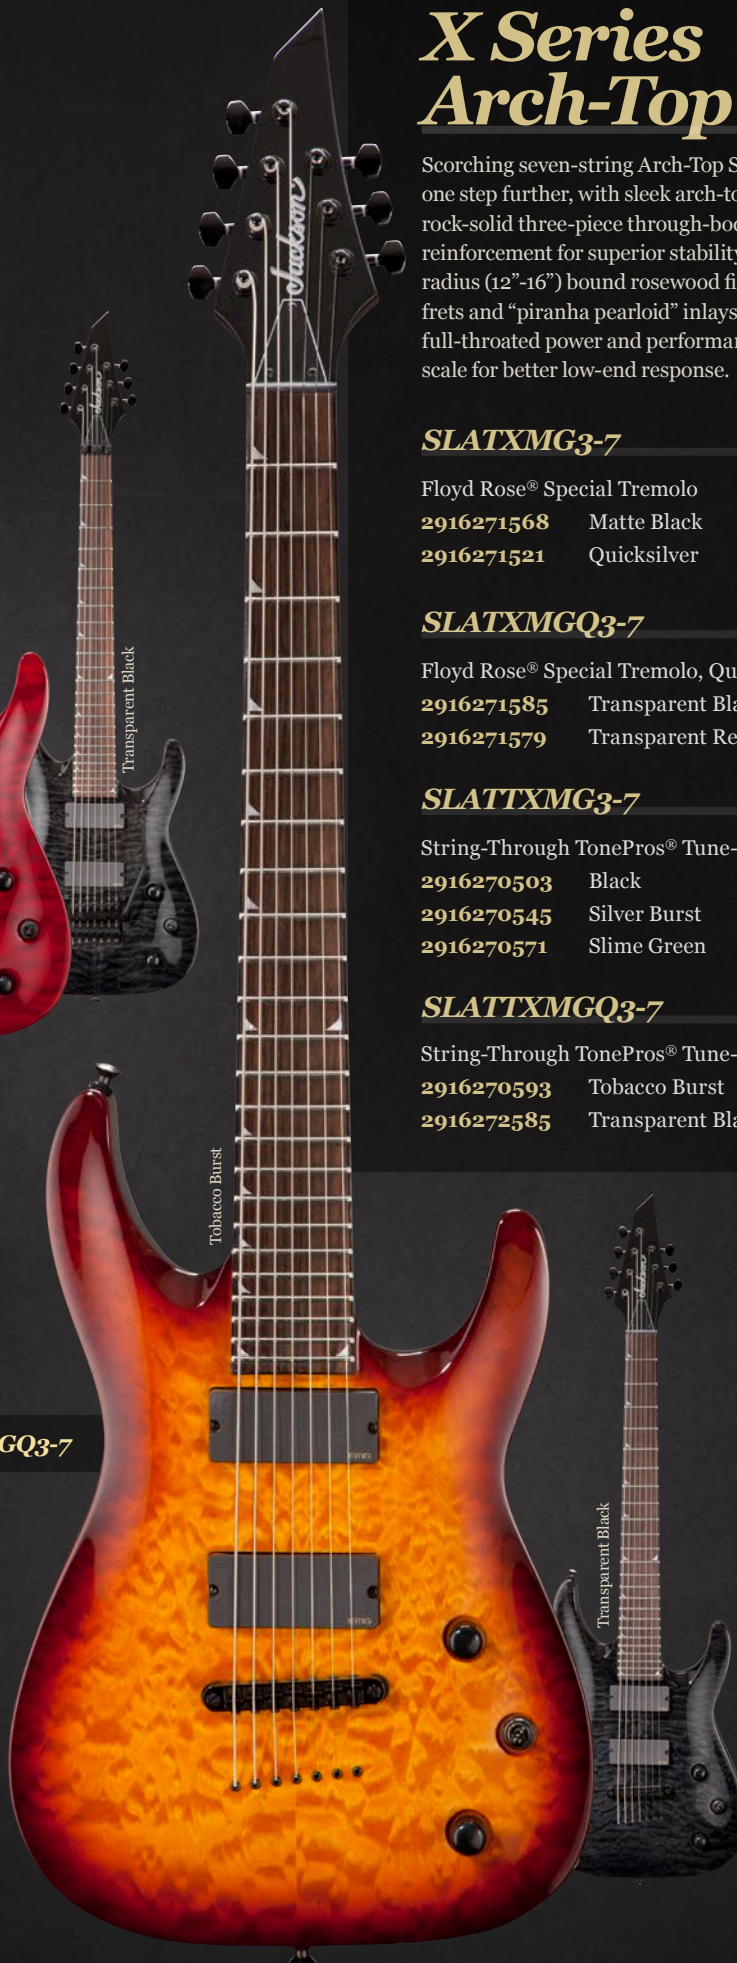 X Series
Arch-Top
Scorching seven-string Arch-Top S
one step further, with sleek arch-to
rock-solid three-piece through-bod
reinforcement for superior stability
radius (12”-16”) bound rosewood fi
frets and “piranha pearloid” inlays
full-throated power and performan
scale for better low-end response.
SLATXMG3-7
Floyd Rose® Special Tremolo
2916271568 Matte Black
2916271521 Quicksilver
SLATXMGQ3-7
Floyd Rose® Special Tremolo, Qu
2916271585 Transparent Bla
2916271579 Transparent Re
SLATTXMG3-7
String-Through TonePros® Tune-
2916270503 Black
2916270545 Silver Burst
2916270571 Slime Green
SLATTXMGQ3-7
String-Through TonePros® Tune-
2916270593 Tobacco Burst
2916272585 Transparent Bla
Jackson
Jackson
Transparent Black
Tobacco Burst
Jackson
GQ3-7
EMG
EMG
Transparent Black